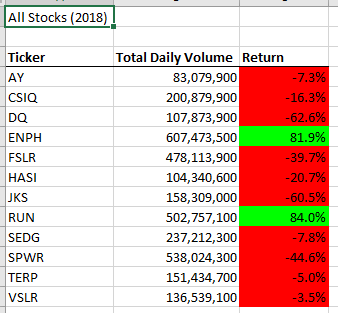 All Stocks (2018)
Ticker Total Daily Volume Return
AY 83,079,900 -7.3%
CSIQ 200,879,900 -16.3%
DQ 107,873,900 -62.6%
ENPH 607,473,500 81.9%
FSLR 478,113,900 -39.7%
HASI 104,340,600 -20.7%
JKS 158,309,000 -60.5%
RUN 502,757,100 84.0%
SEDG 237,212,300 -7.8%
SPWR 538,024,300 -44.6%
TERP 151,434,700 -5.0%
VSLR 136,539,100 -3.5%